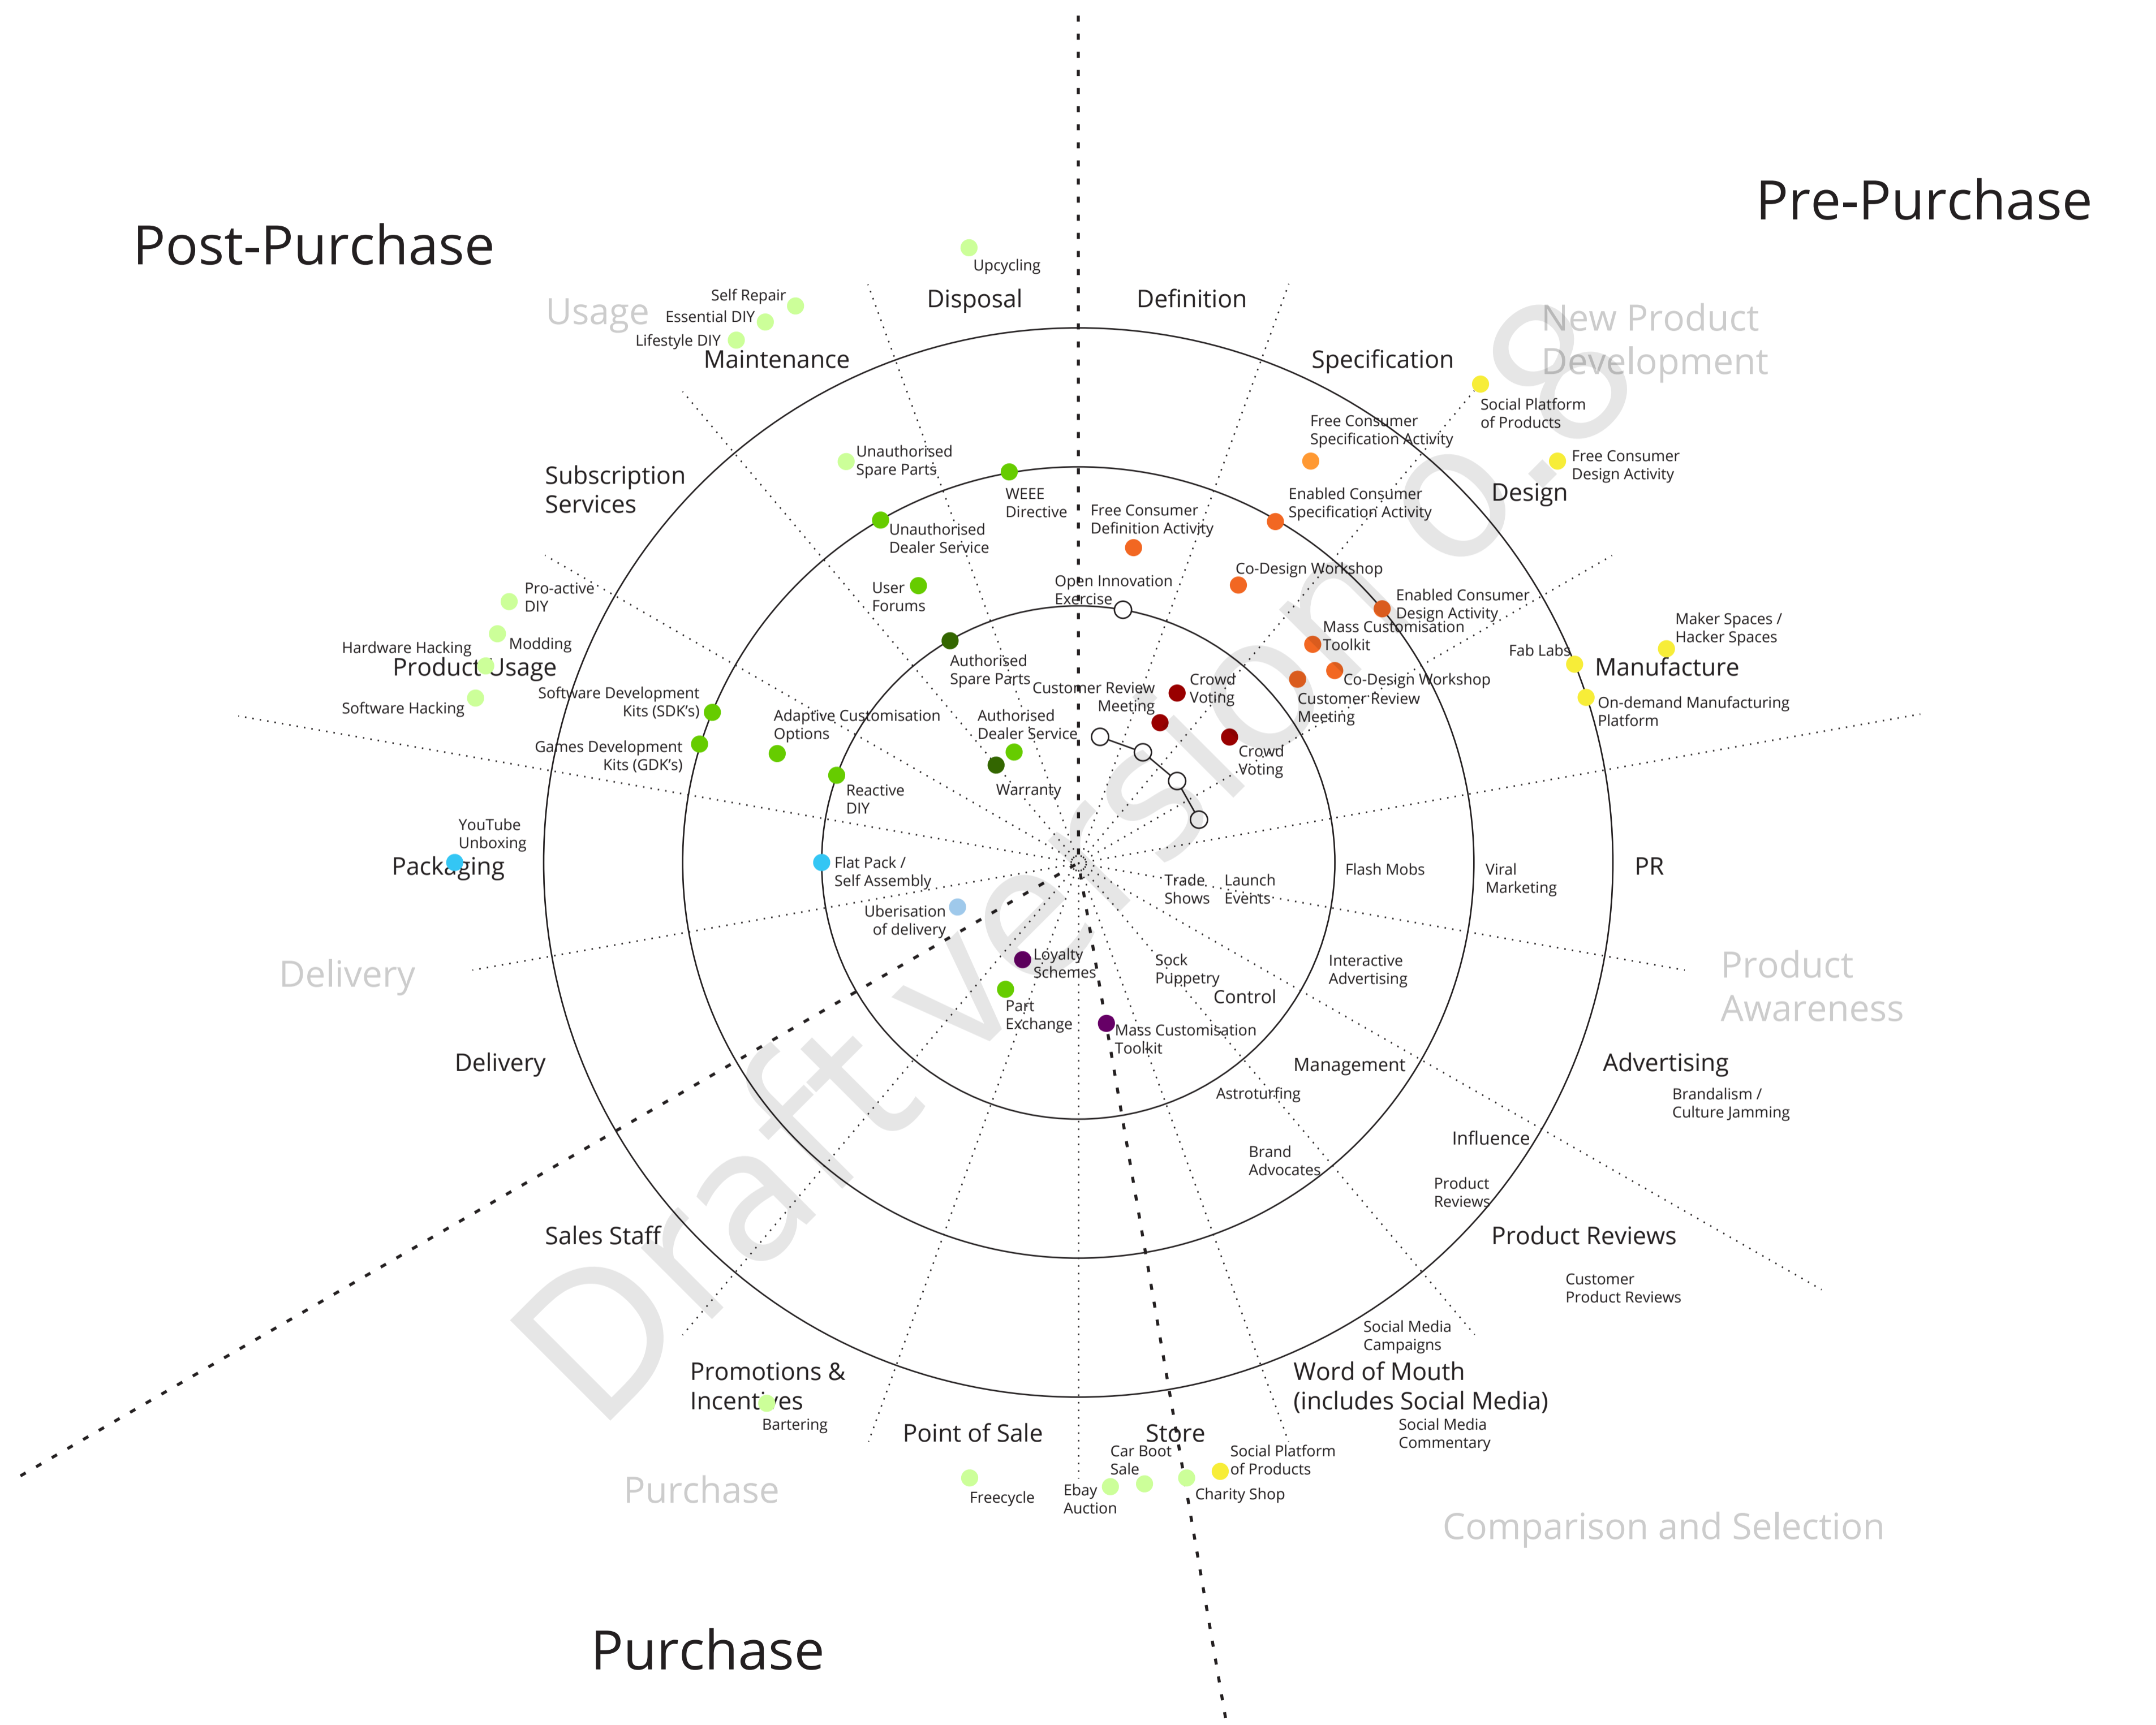 Pre-Purchase
Post-Purchase
Upcycling
Self Repair
Usage
Essential DIY
Lifestyle DIY
Maintenance
Disposal
Definition
Specification
New Product
Development
Social Platform
of Products
Free Consumer
Specification Activity
Free Consumer
Design Activity
Design
Subscription
Services
Unauthorised
Spare Parts
WEEE
Directive
Enabled Consumer
Specification Activity
Free Consumer
Definition Activity
Unauthorised
Dealer Service
User
Forums
Open Innovation
Exercise
Co-Design Workshop
Enabled Consumer
Design Activity
Mass Customisation
Toolkit
Co-Design Workshop
Customer Review
Meeting
Maker Spaces /
Hacker Spaces
Fab Labs
Manufacture
On-demand Manufacturing
Platform
Pro-active
DIY
Modding
Hardware Hacking
Product Usage
Software Hacking
Software Development
Kits (SDK’s)
Games Development
Kits (GDK’s)
Adaptive Customisation
Options
Reactive
DIY
Authorised
Spare Parts
Authorised
Dealer Service
Warranty
Customer Review
Meeting
Crowd
Voting
Crowd
Voting
YouTube
Unboxing
Packaging
Flat Pack /
Self Assembly
Uberisation
of delivery
Trade
Shows
Launch
Events
Flash Mobs
Viral
Marketing
PR
Delivery
Loyalty
Schemes
Part
Exchange
Mass Customisation
Toolkit
Sock
Puppetry
Control
Interactive
Advertising
Product
Awareness
Delivery
Management
Advertising
Brandalism /
Culture Jamming
Astroturfing
Influence
Brand
Advocates
Product
Reviews
Sales Staff
Product Reviews
Customer
Product Reviews
Social Media
Campaigns
Promotions &
Incentives
Bartering
Word of Mouth
(includes Social Media)
Social Media
Commentary
Point of Sale
Store
Car Boot
Sale
Social Platform
of Products
Ebay
Auction
Charity Shop
Freecycle
Purchase
Comparison and Selection
Purchase
Draft version 0.8